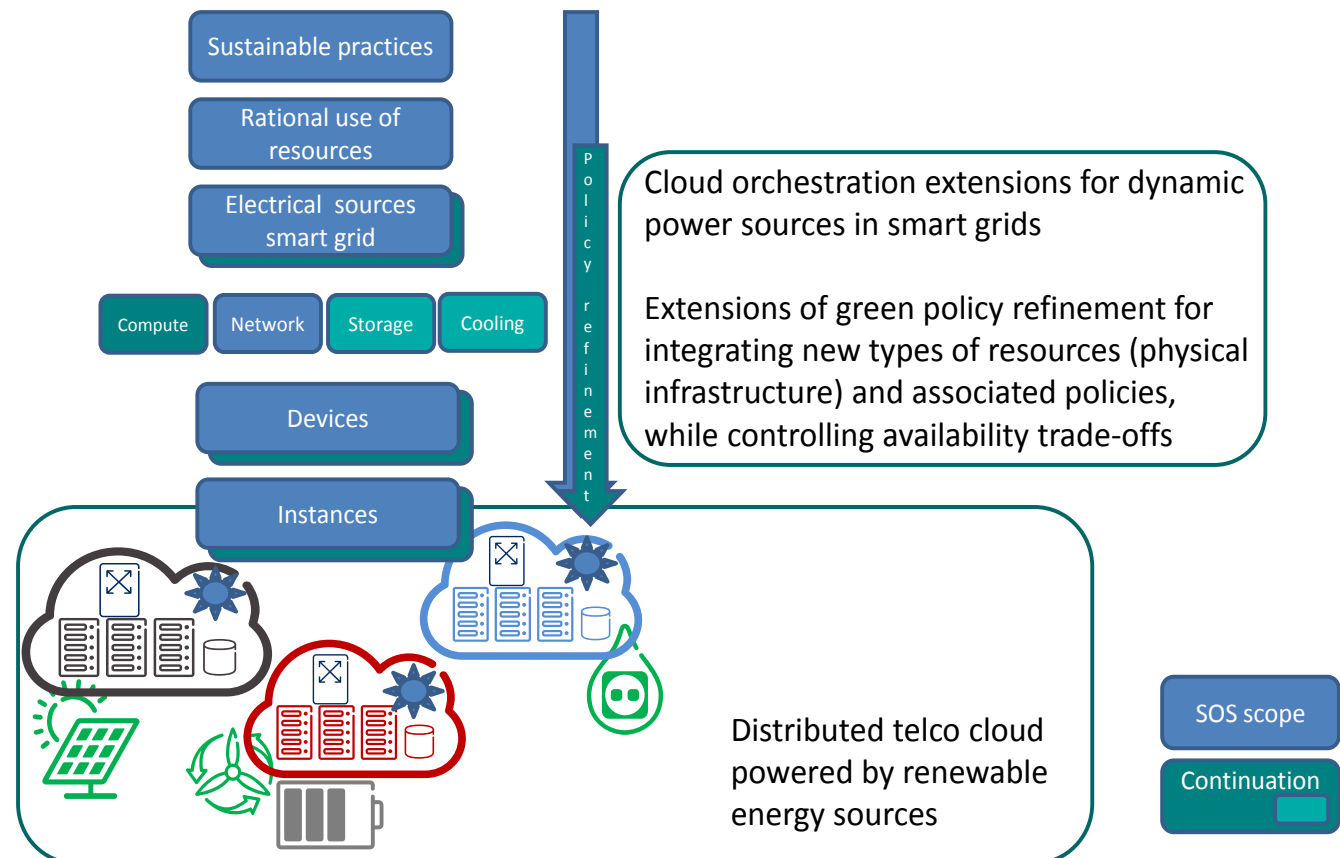 Sustainable practices
Rational use of
resources
Electrical sources
smart grid
Compute
Network
Storage
Cooling
Devices
Instances
Policy refinement
Cloud orchestration extensions for dynamic
power sources in smart grids
Extensions of green policy refinement for
integrating new types of resources (physical
infrastructure) and associated policies,
while controlling availability trade-offs
Distributed telco cloud
powered by renewable
energy sources
SOS scope
Continuation